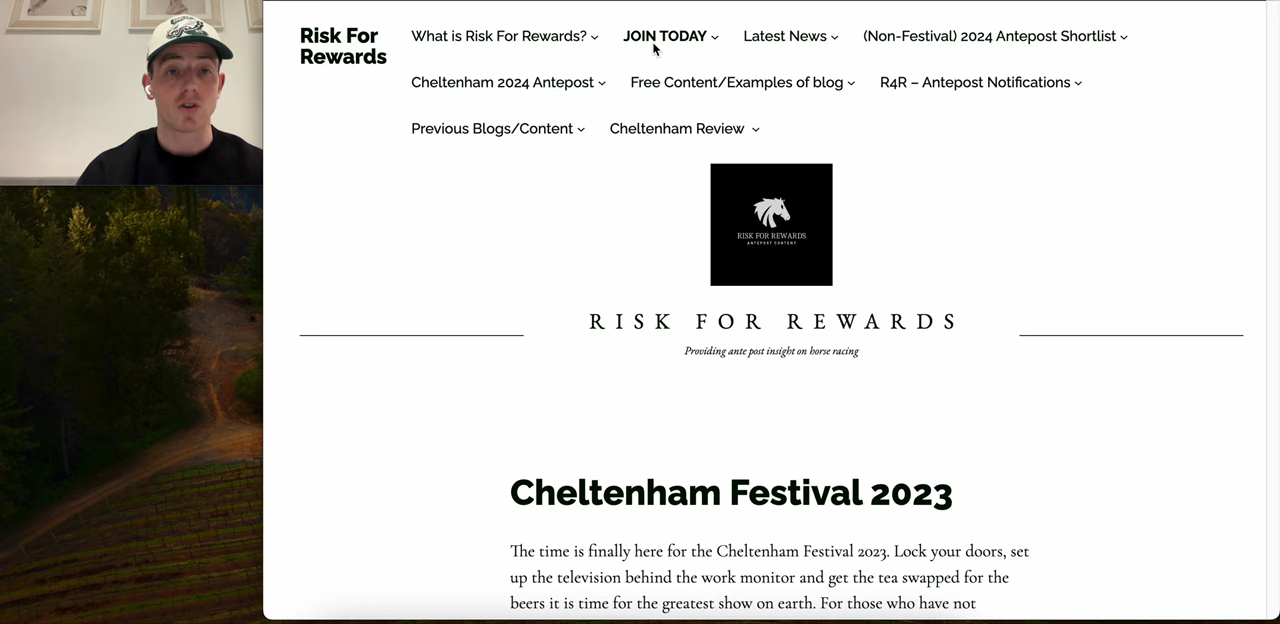 Risk For
Rewards
What is Risk For Rewards?
JOIN TODAY
Latest News
(Non-Festival) 2024 Antepost Shortlist
Cheltenham 2024 Antepost
Free Content/Examples of blog
R4R – Antepost Notifications
Previous Blogs/Content
Cheltenham Review
RISK FOR REWARDS
ANTEPOST CONTENT
RISK FOR REWARDS
Providing ante post insight on horse racing
Cheltenham Festival 2023
The time is finally here for the Cheltenham Festival 2023. Lock your doors, set
up the television behind the work monitor and get the tea swapped for the
beers it is time for the greatest show on earth. For those who have not